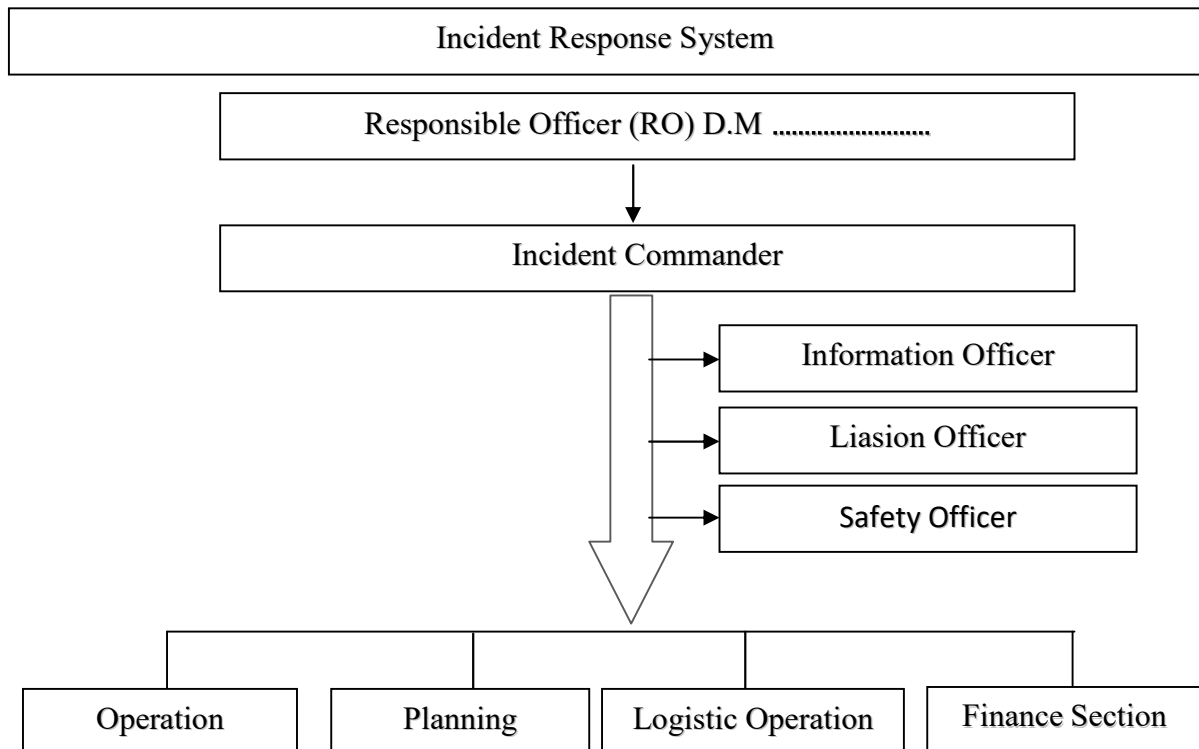 Incident Response System
Responsible Officer (RO) D.M .........................
Incident Commander
Information Officer
Liasion Officer
Safety Officer
Operation
Planning
Logistic Operation
Finance Section